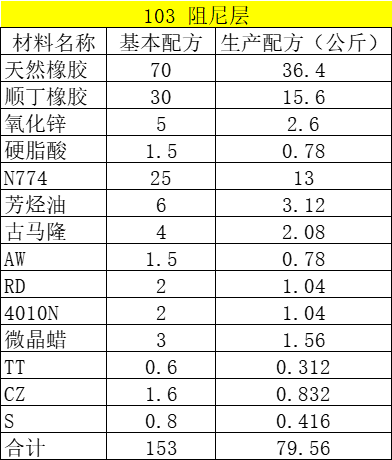 103 阻尼层
材料名称 基本配方 生产配方（公斤）
天然橡胶 70 36.4
顺丁橡胶 30 15.6
氧化锌 5 2.6
硬脂酸 1.5 0.78
N774 25 13
芳烃油 6 3.12
古马隆 4 2.08
AW 1.5 0.78
RD 2 1.04
4010N 2 1.04
微晶蜡 3 1.56
TT 0.6 0.312
CZ 1.6 0.832
S 0.8 0.416
合计 153 79.56